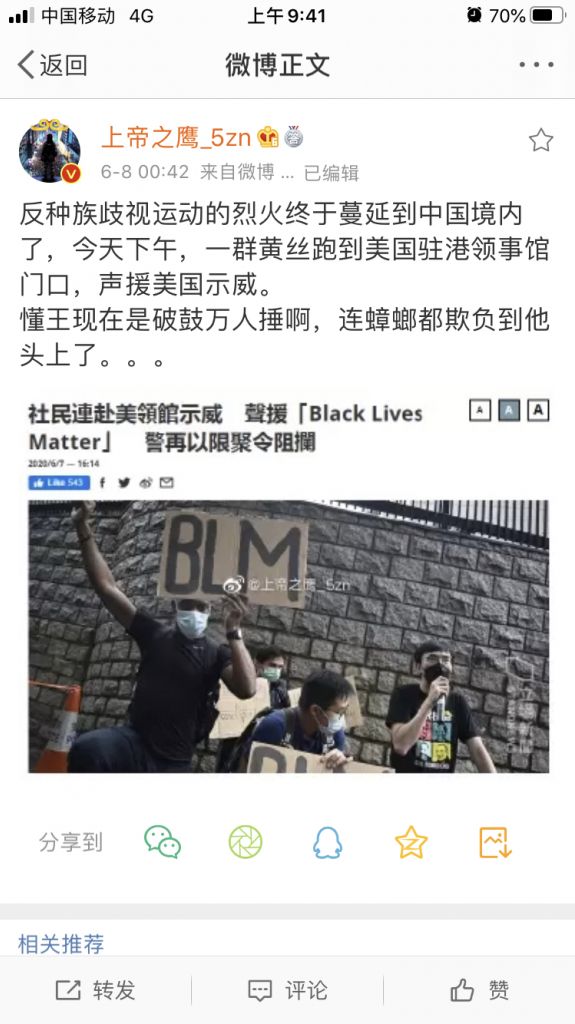 中国移动 4G 上午 9:41 70%
返回 微博正文
上帝之鹰_5zn
6-8 00:42 来自微博 ... 已编辑
反种族歧视运动的烈火终于蔓延到中国境内
了，今天下午，一群黄丝跑到美国驻港领事馆
门口，声援美国示威。
懂王现在是破鼓万人捶啊，连蟑螂都欺负到他
头上了。。。
社民連赴美領館示威 聲援「Black Lives
Matter」 警再以限聚令阻攔
A A A
2020/6/7 — 16:14
Like 543
BLM
@上帝之鹰_5zn
BLM
分享到
相关推荐
转发 评论 赞